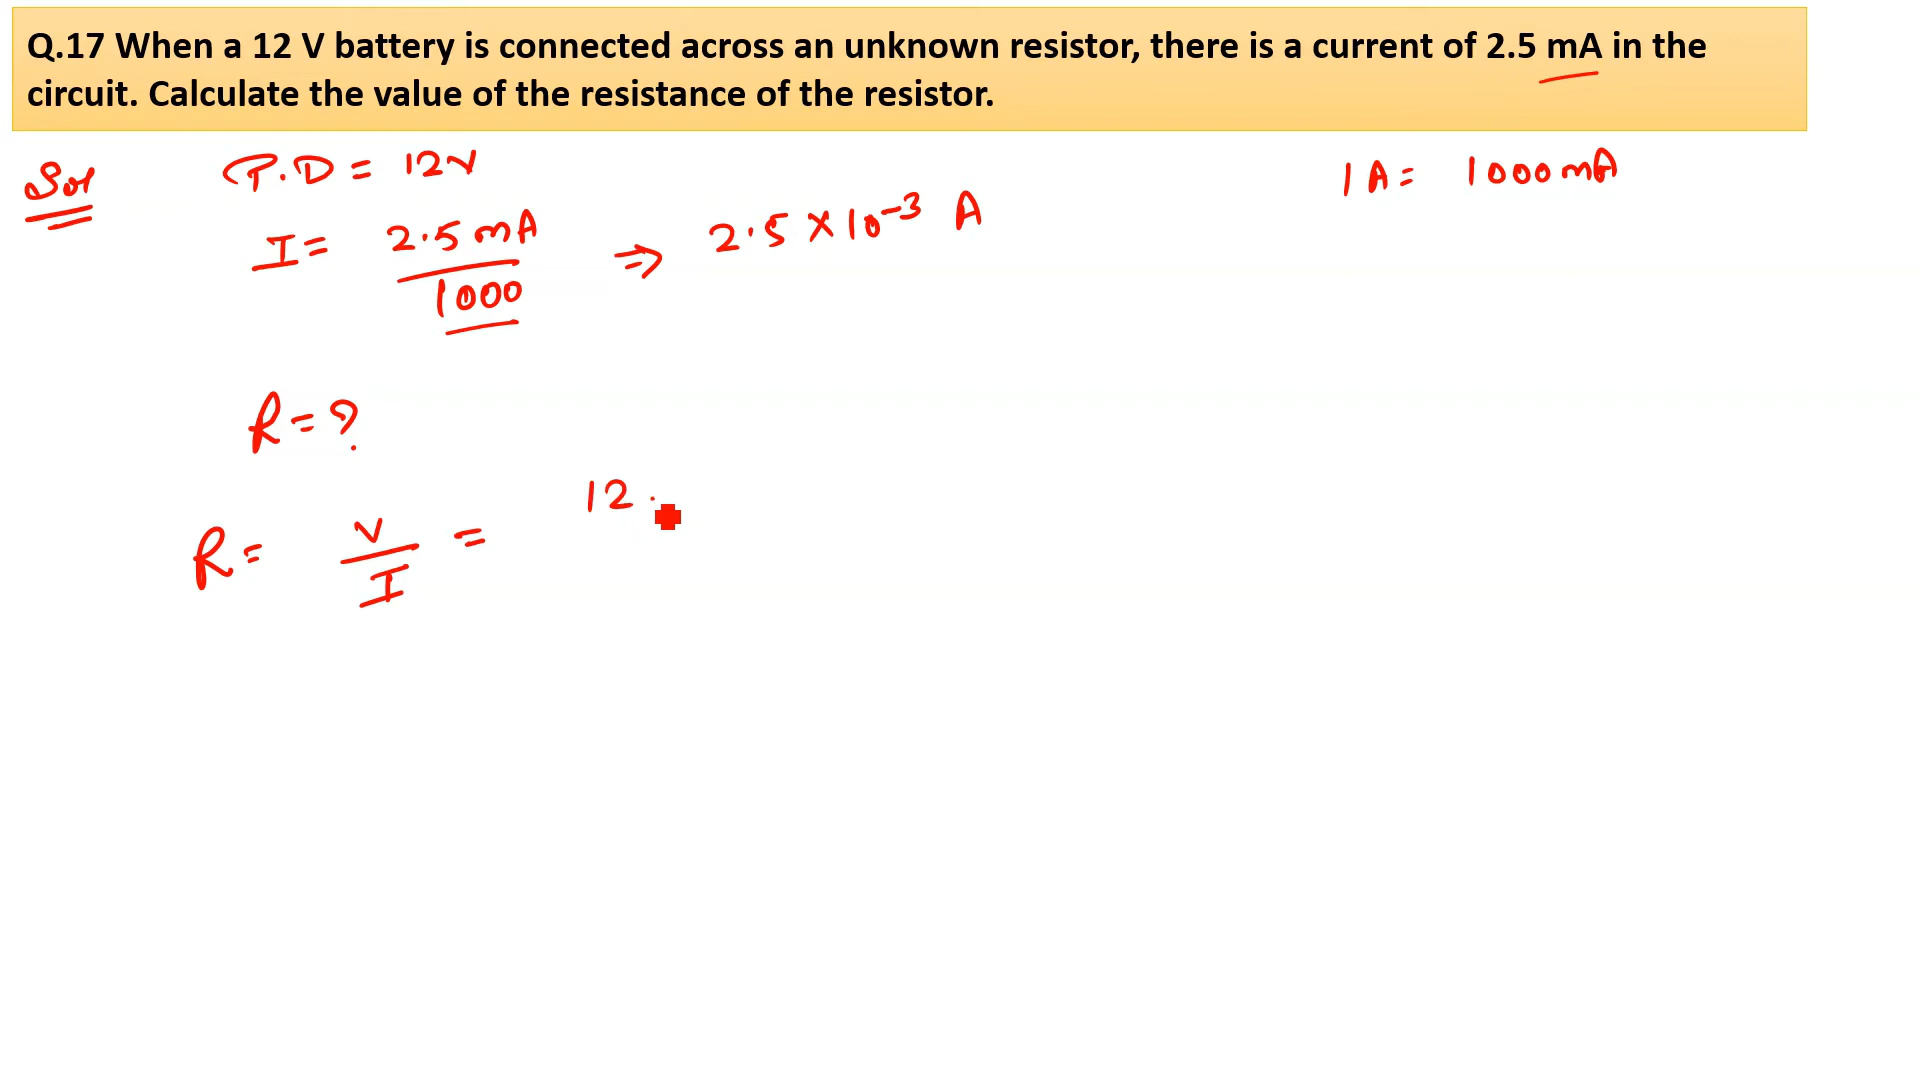 Q.17 When a 12 V battery is connected across an unknown resistor, there is a current of 2.5 mA in the
circuit. Calculate the value of the resistance of the resistor.
Sol P.D = 12V 1 A = 1000mA
I = 2.5 mA / 1000 ⇒ 2.5 × 10⁻³ A
R = ?
R = V / I = 12